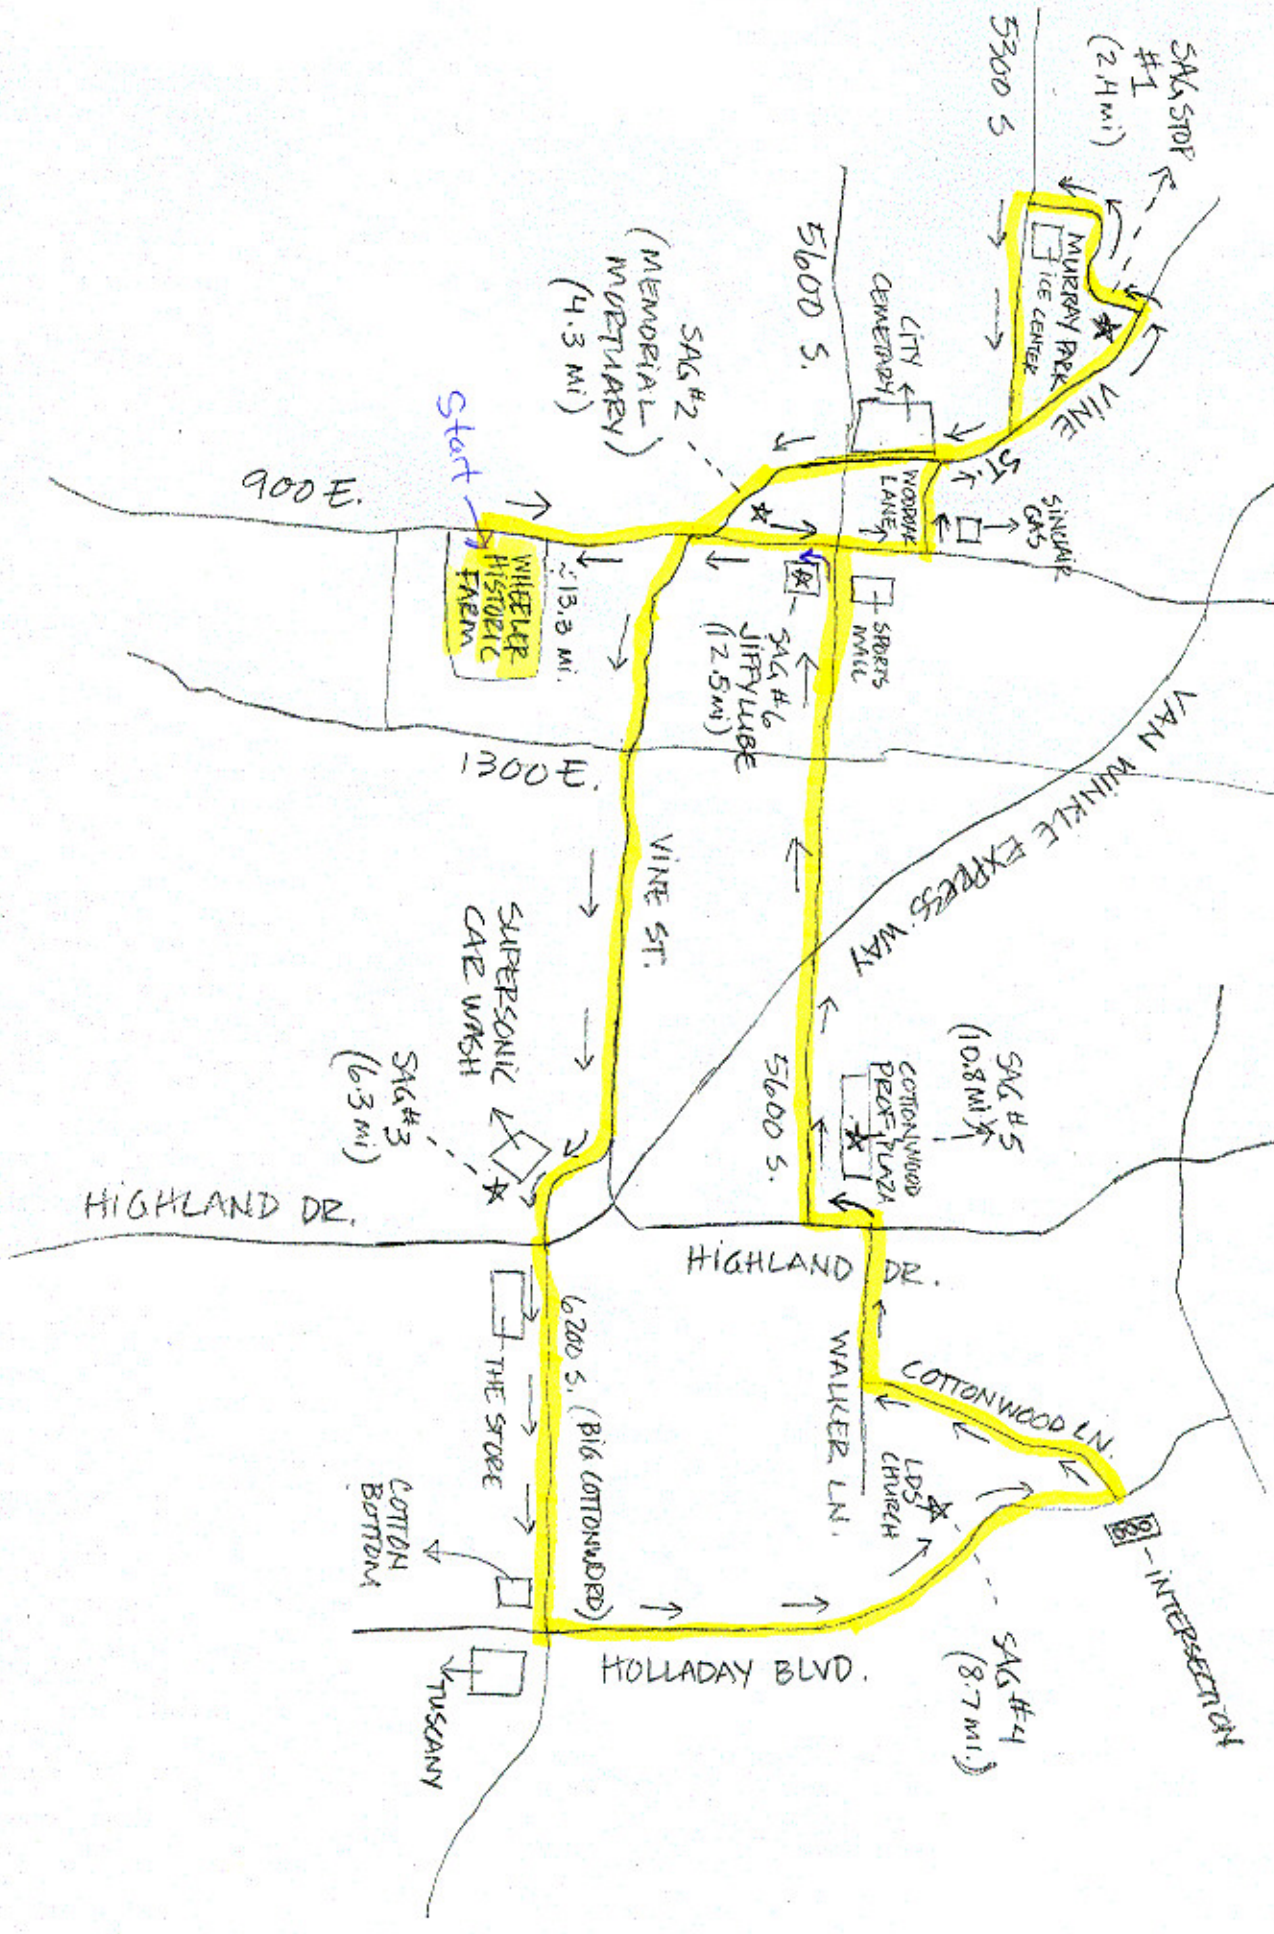 SAG STOP
#1
(2.4 mi)
5300 S
MURRAY PARK
ICE CENTER
VINE
ST.
CITY
CEMETARY
5600 S.
SAG #2
(MEMORIAL
MORTUARY)
(4.3 mi)
WOODOAK
LANE
SINCLAIR
GAS
Start
900 E.
WHEELER
HISTORIC
FARM
~13.3 mi.
SPORTS
MALL
SAG #6
JIFFY LUBE
(12.5 mi)
1300 E.
VAN WINKLE EXPRESS WAY
VINE ST.
SUPERSONIC
CAR WASH
SAG #3
(6.3 mi)
HIGHLAND DR.
5600 S.
COTTONWOOD
PROF. PLAZA
SAG #5
(10.8 mi)
HIGHLAND DR.
THE STORE
6200 S. (BIG COTTONWOOD)
WALKER LN.
COTTONWOOD LN.
LDS
CHURCH
COTTON
BOTTOM
TUSCANY
HOLLADAY BLVD.
SAG #4
(8.7 mi.)
INTERSECTION